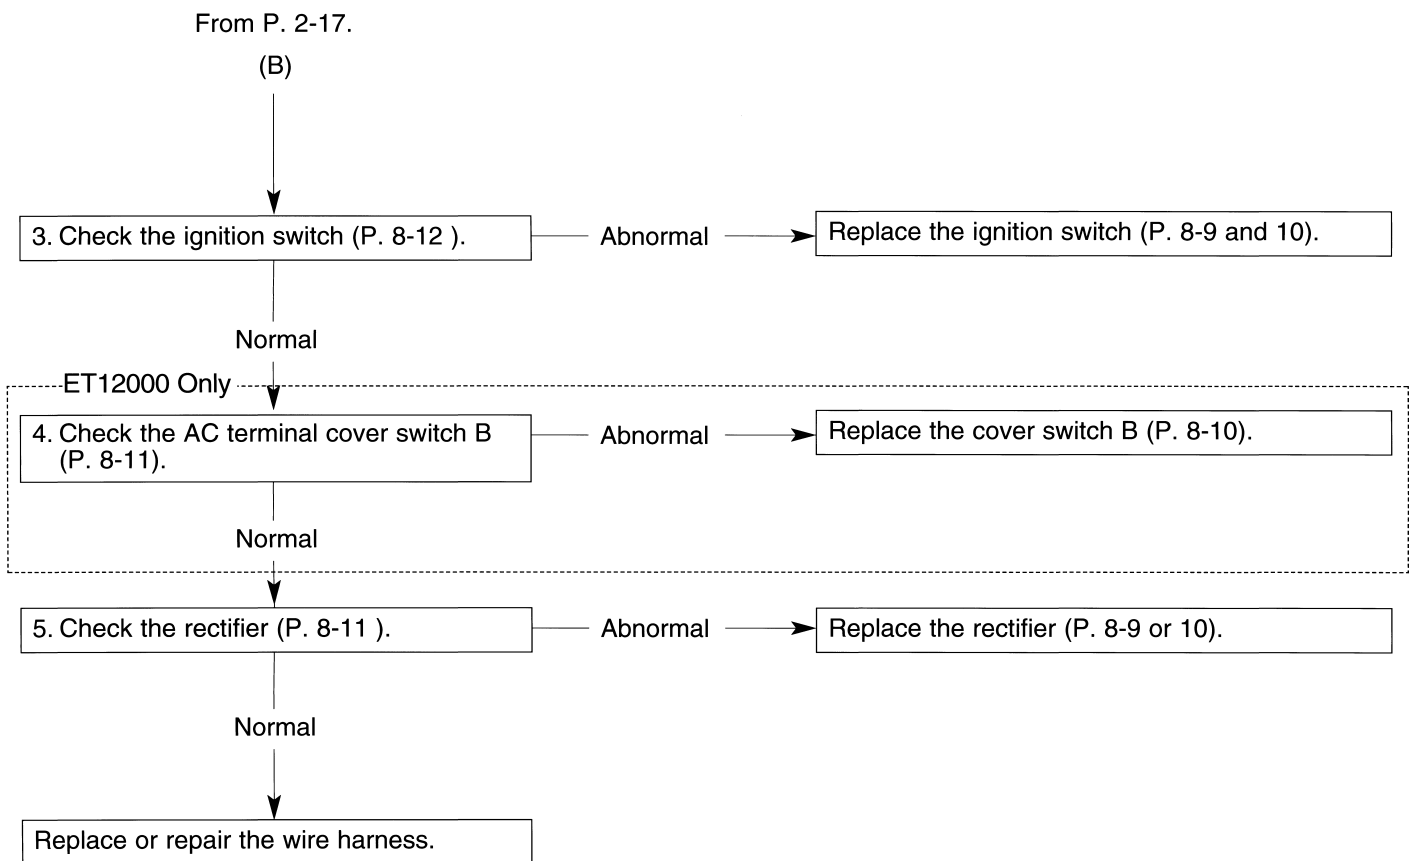 From P. 2-17.
(B)
3. Check the ignition switch (P. 8-12 ).
Abnormal
Replace the ignition switch (P. 8-9 and 10).
Normal
ET12000 Only
4. Check the AC terminal cover switch B
(P. 8-11).
Abnormal
Replace the cover switch B (P. 8-10).
Normal
5. Check the rectifier (P. 8-11 ).
Abnormal
Replace the rectifier (P. 8-9 or 10).
Normal
Replace or repair the wire harness.